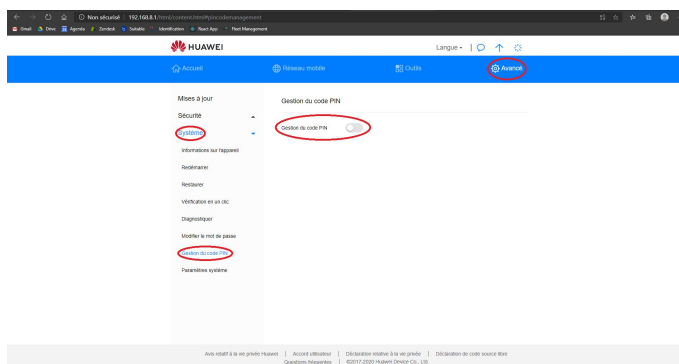 Non sécurisé | 192.168.8.1/html/content.html#pincodemanagement
Gmail Drive Agenda Zendesk Suitable Identification React App Fleet Management
HUAWEI Langue
Accueil Réseau mobile Outils Avancé
Mises à jour
Gestion du code PIN
Sécurité
Système
Gestion du code PIN
Informations sur l'appareil
Redémarrer
Restaurer
Vérification en un clic
Diagnostiquer
Modifier le mot de passe
Gestion du code PIN
Paramètres système
Avis relatif à la vie privée Huawei | Accord utilisateur | Déclaration relative à la vie privée | Déclaration de code source libre
Questions fréquentes | ©2017-2020 Huawei Device Co., Ltd.